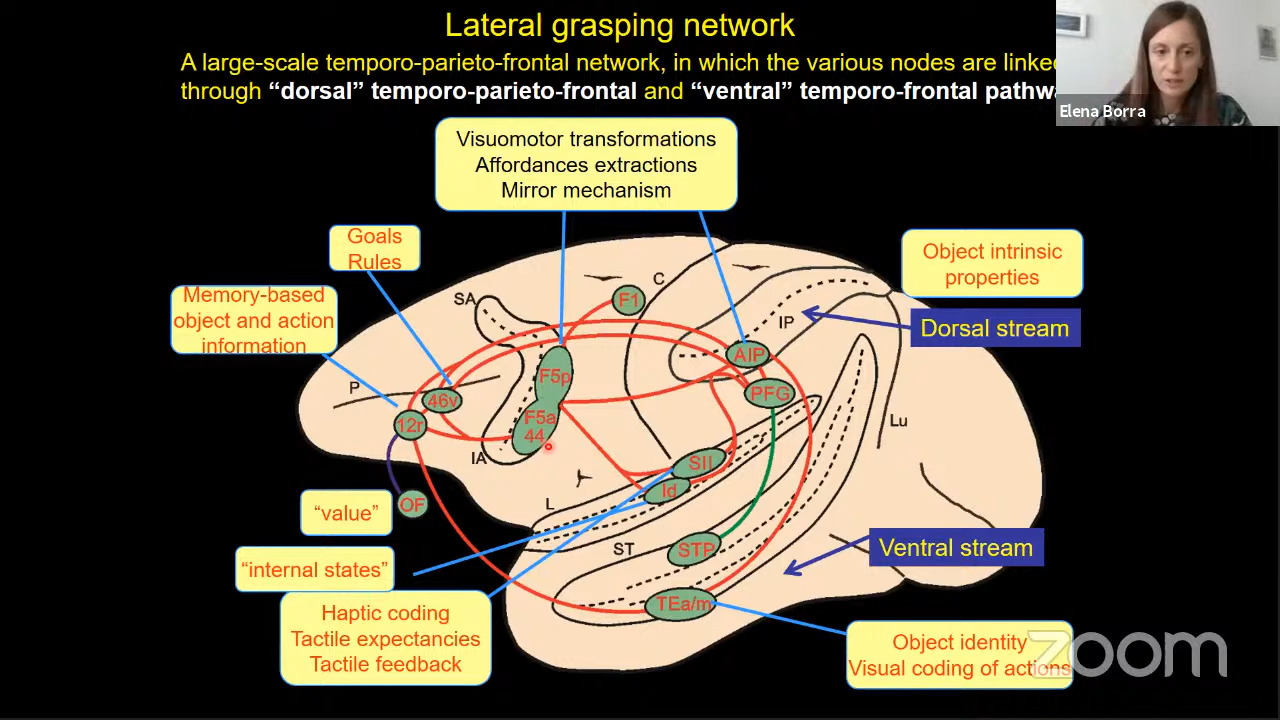 Lateral grasping network
A large-scale temporo-parieto-frontal network, in which the various nodes are linked
through “dorsal” temporo-parieto-frontal and “ventral” temporo-frontal
Elena Borra
Visuomotor transformations
Affordances extractions
Mirror mechanism
Goals
Rules
Object intrinsic
properties
Memory-based
object and action
information
Dorsal stream
SA
C
F1
IP
AIP
PFG
F5p
P
46v
12r
F5a
44
IA
Lu
SII
Id
L
OF
“value”
ST
STP
Ventral stream
“internal states”
TEa/m
Haptic coding
Tactile expectancies
Tactile feedback
Object identity
Visual coding of actions
zoom